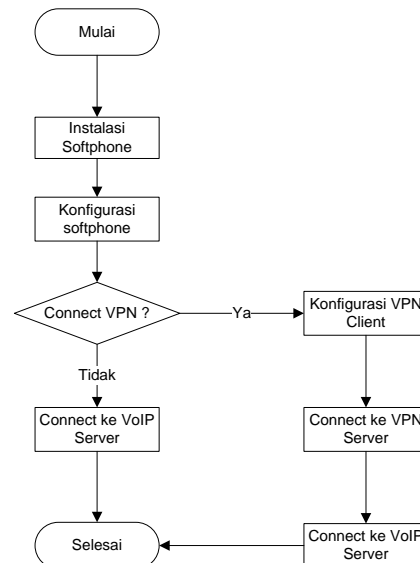 Mulai
Instalasi
Softphone
Konfigurasi
softphone
Connect VPN ?
Ya
Konfigurasi VPN
Client
Tidak
Connect ke VoIP
Server
Connect ke VPN
Server
Selesai
Connect ke VoIP
Server